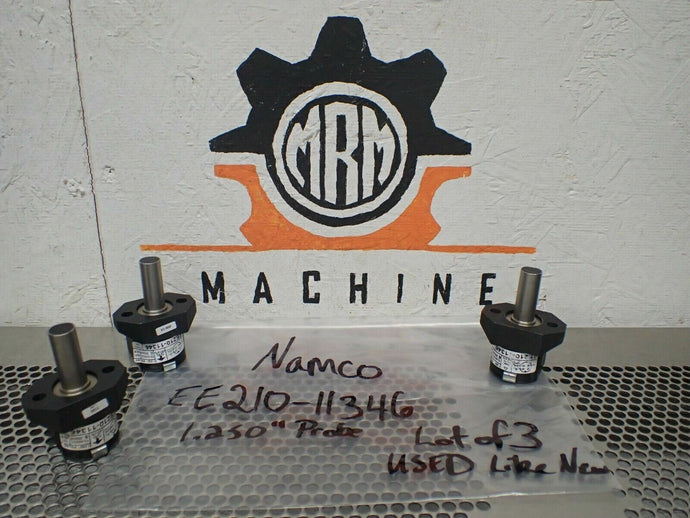 MRM
MACHINE
Namco
EE210-11346
1.250" Probe
Lot of 3
USED Like New